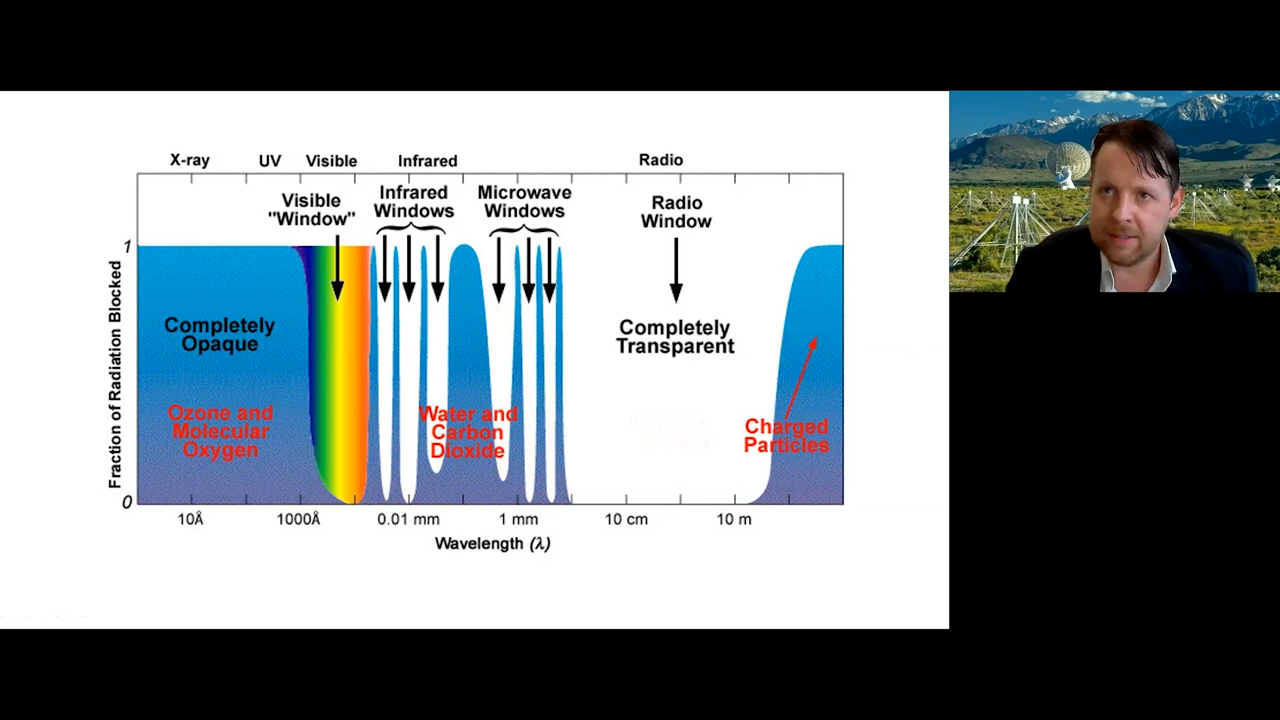 X-ray UV Visible Infrared Radio
Visible
"Window"
Infrared
Windows
Microwave
Windows
Radio
Window
1
Completely
Opaque
Completely
Transparent
Ozone and
Molecular
Oxygen
Water and
Carbon
Dioxide
Charged
Particles
0
Fraction of Radiation Blocked
10Å 1000Å 0.01 mm 1 mm 10 cm 10 m
Wavelength (λ)